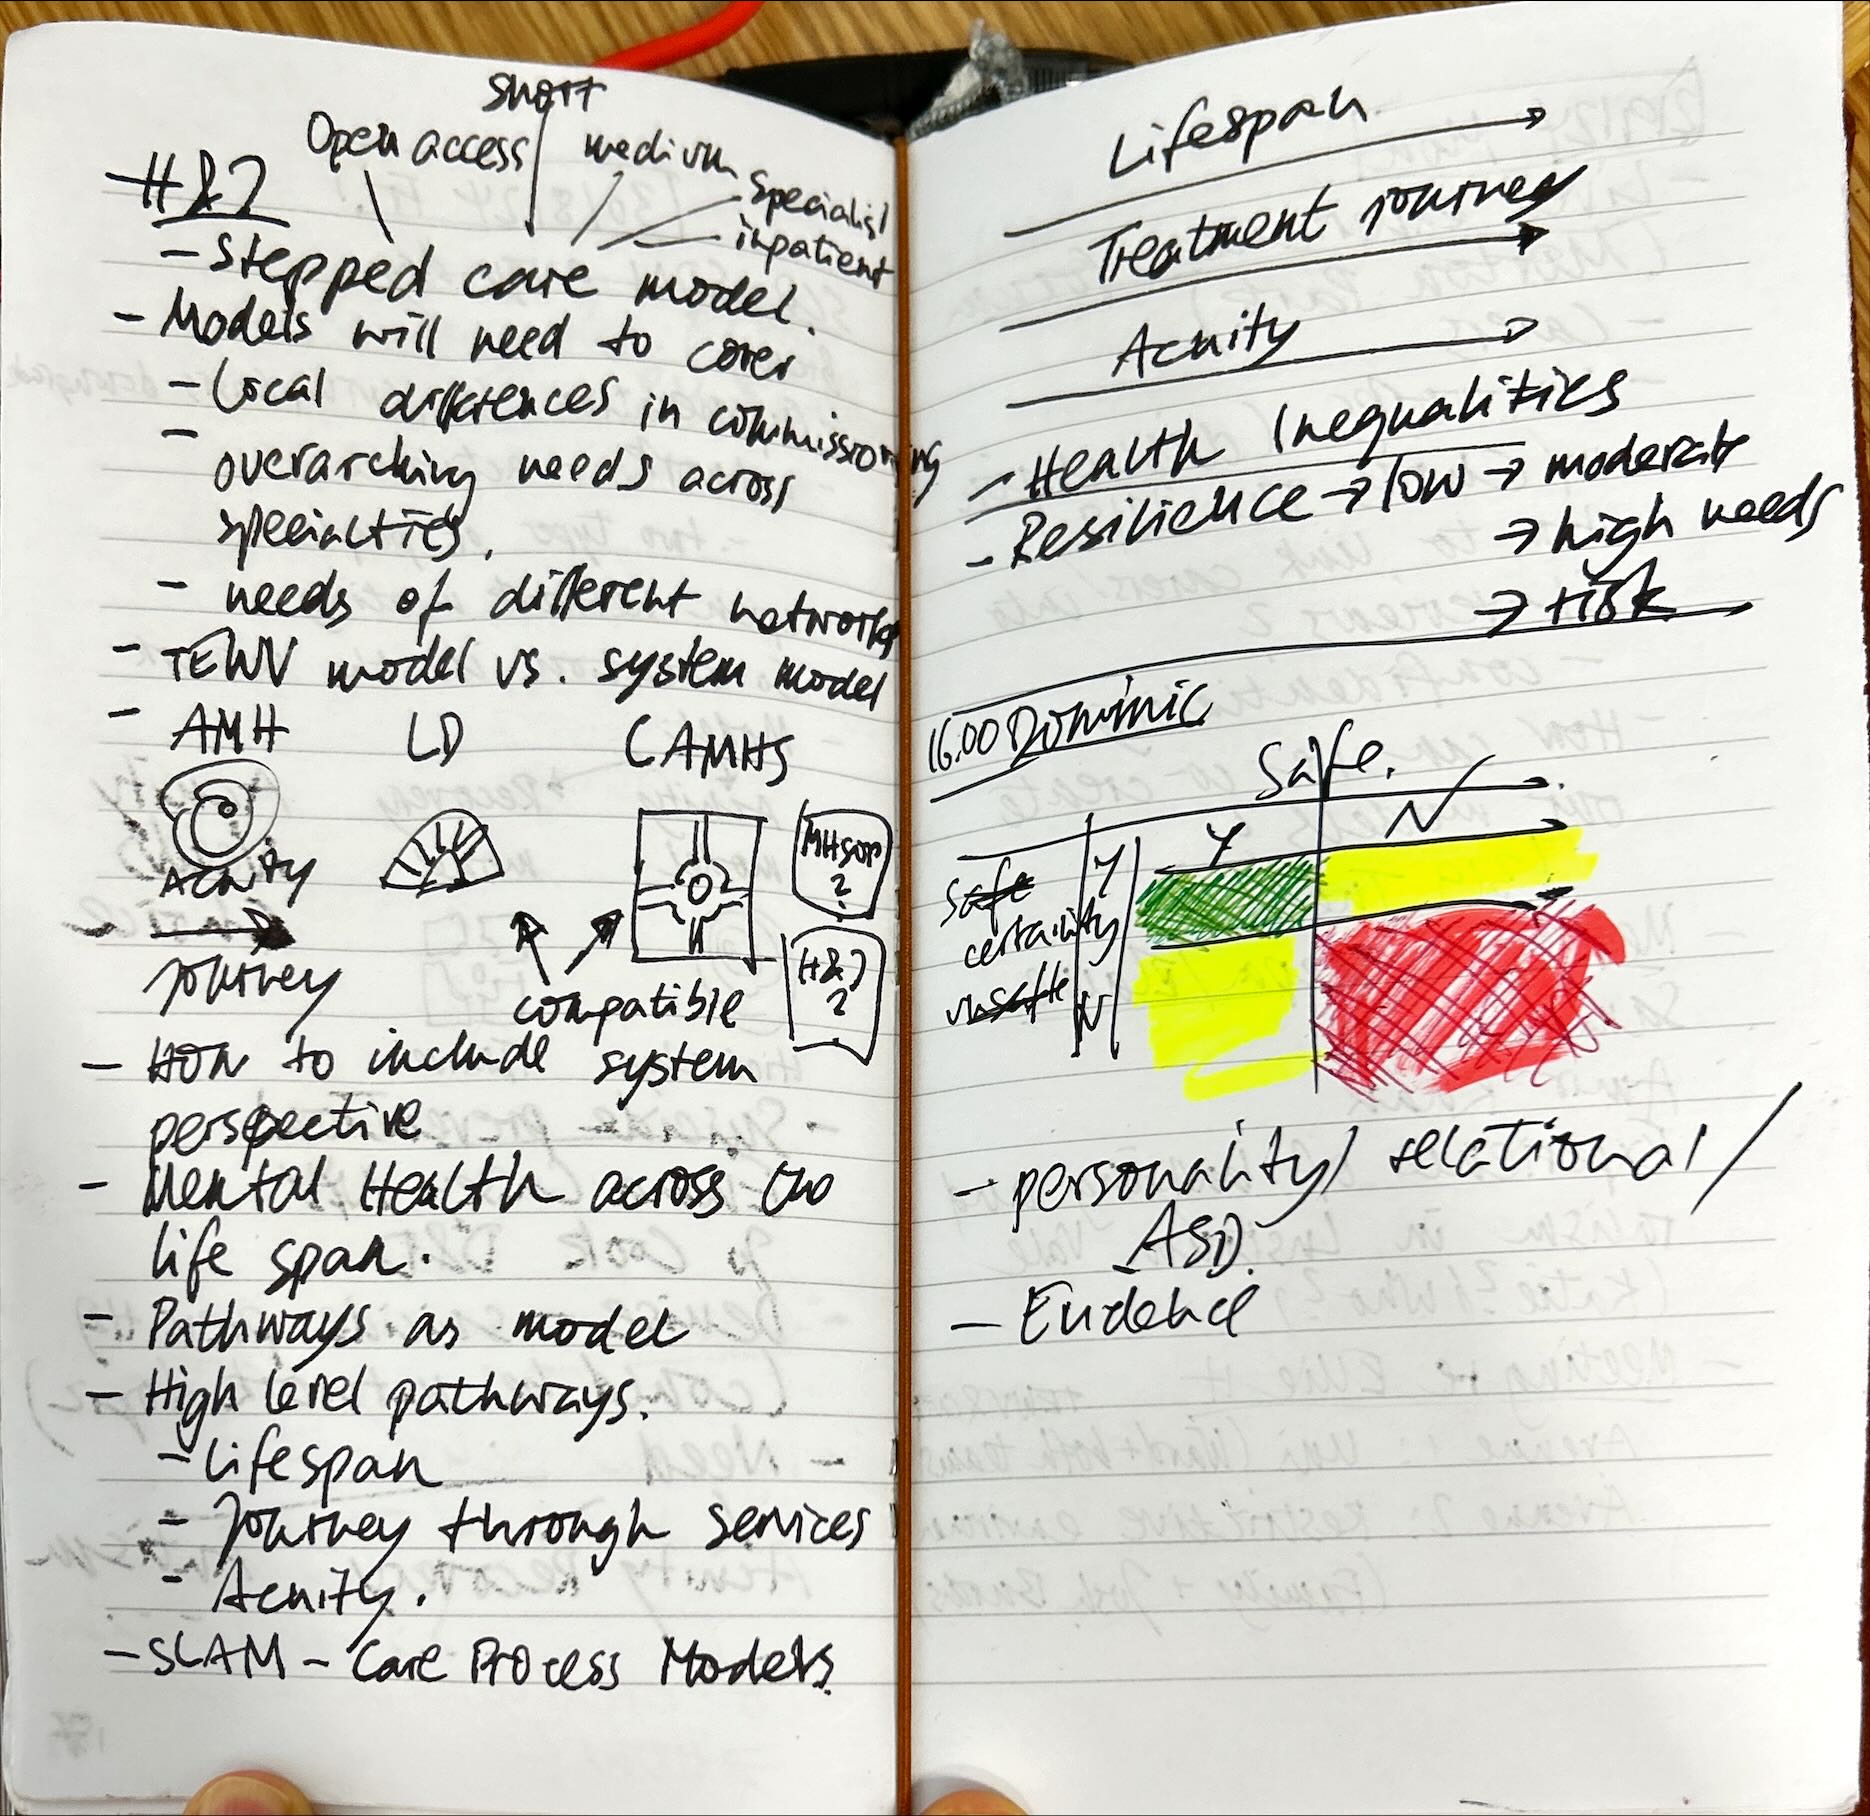 short
Open access
medium
specialist
inpatient
H&J
- Stepped care model.
- Models will need to cover
- Local differences in commissioning
- overarching needs across
specialties.
- needs of different networks
- TEWV model vs. system model
- AMH LD CAMHS
Acuity
Journey
compatible
MHSOP
?
H&J
?
- How to include system
perspective
- Mental Health across the
life span.
- Pathways as model
- High level pathways.
- Lifespan
- Journey through services
- Acuity.
- SLAM - Care Process Models.
Lifespan
Treatment journey
Acuity
- Health Inequalities
- Resilience → low → moderate
→ high needs
→ risk
16.00 Dominic
Safe.
Y N
safe
certainty
unsafe
Y
N
- personality/ relational /
ASD.
- Evidence